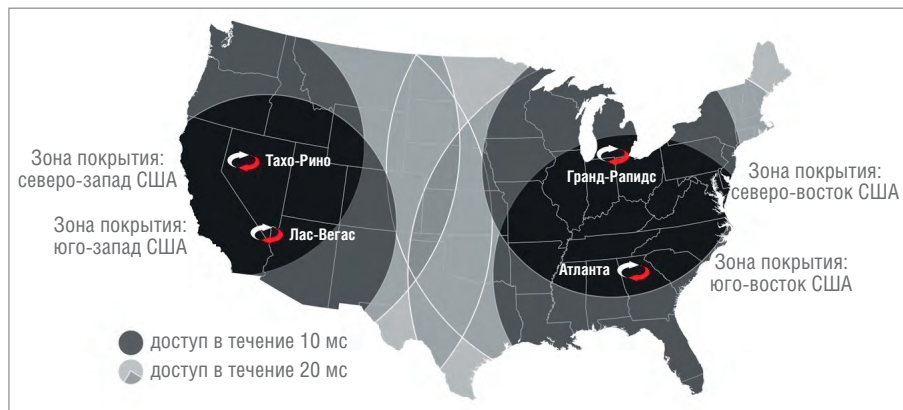 Зона покрытия:
северо-запад США
Тахо-Рино
Зона покрытия:
юго-запад США
Лас-Вегас
Гранд-Рапидс
Зона покрытия:
северо-восток США
Атланта
Зона покрытия:
юго-восток США
доступ в течение 10 мс
доступ в течение 20 мс